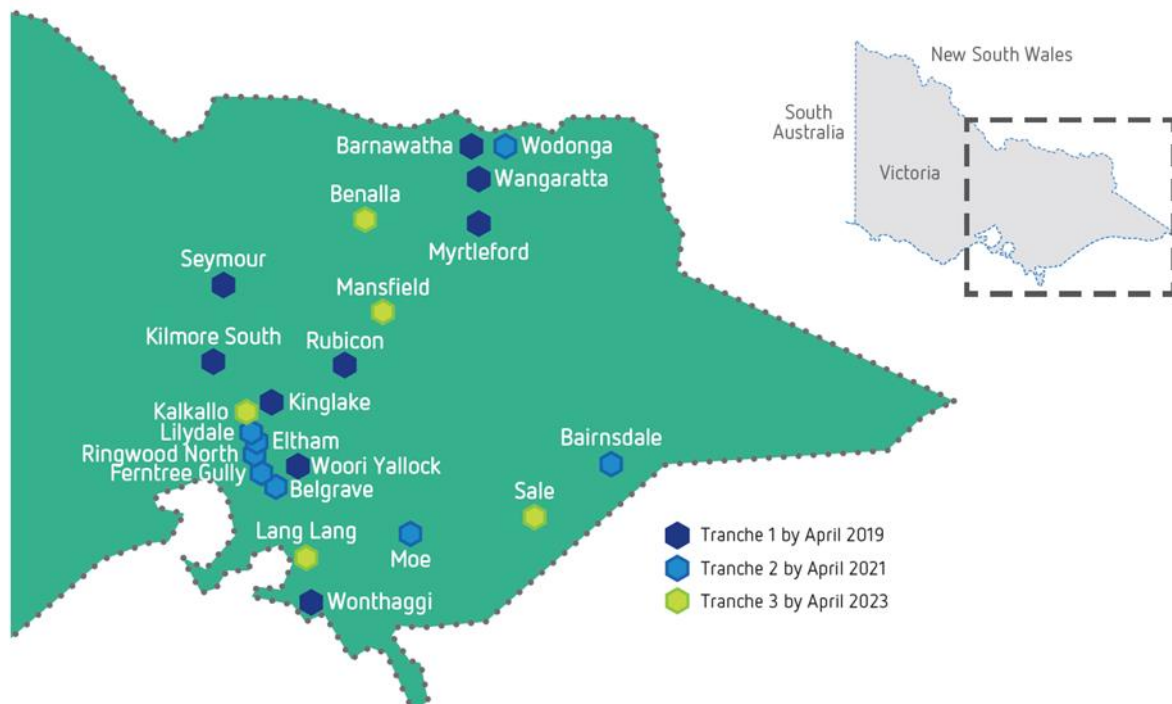 New South Wales
South
Australia
Victoria
Barnawatha
Wodonga
Wangaratta
Benalla
Myrtleford
Seymour
Mansfield
Kilmore South
Rubicon
Kinglake
Kalkallo
Lilydale
Eltham
Ringwood North
Woori Yallock
Ferntree Gully
Belgrave
Bairnsdale
Sale
Lang Lang
Moe
Wonthaggi
Tranche 1 by April 2019
Tranche 2 by April 2021
Tranche 3 by April 2023